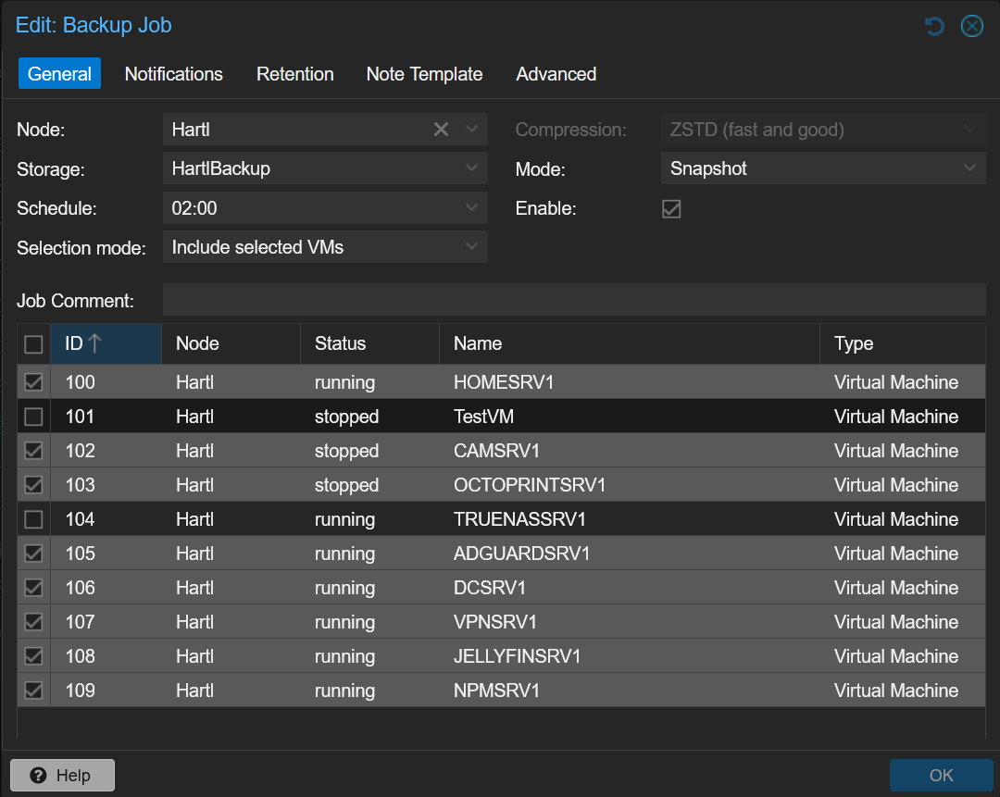 Edit: Backup Job
General Notifications Retention Note Template Advanced
Node: Hartl Compression: ZSTD (fast and good)
Storage: HartlBackup Mode: Snapshot
Schedule: 02:00 Enable:
Selection mode: Include selected VMs
Job Comment:
ID Node Status Name Type
100 Hartl running HOMESRV1 Virtual Machine
101 Hartl stopped TestVM Virtual Machine
102 Hartl stopped CAMSRV1 Virtual Machine
103 Hartl stopped OCTOPRINTSRV1 Virtual Machine
104 Hartl running TRUENASSRV1 Virtual Machine
105 Hartl running ADGUARDSRV1 Virtual Machine
106 Hartl running DCSRV1 Virtual Machine
107 Hartl running VPNSRV1 Virtual Machine
108 Hartl running JELLYFINSRV1 Virtual Machine
109 Hartl running NPMSRV1 Virtual Machine
Help OK